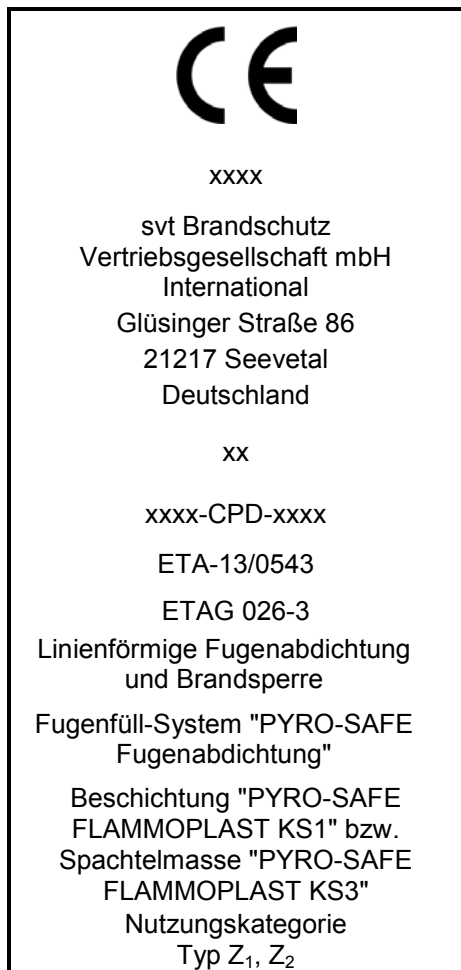 CE
xxxx
svt Brandschutz
Vertriebsgesellschaft mbH
International
Glüsinger Straße 86
21217 Seevetal
Deutschland
xx
xxxx-CPD-xxxx
ETA-13/0543
ETAG 026-3
Linienförmige Fugenabdichtung
und Brandsperre
Fugenfüll-System "PYRO-SAFE
Fugenabdichtung"
Beschichtung "PYRO-SAFE
FLAMMOPLAST KS1" bzw.
Spachtelmasse "PYRO-SAFE
FLAMMOPLAST KS3"
Nutzungskategorie
Typ Z₁, Z₂